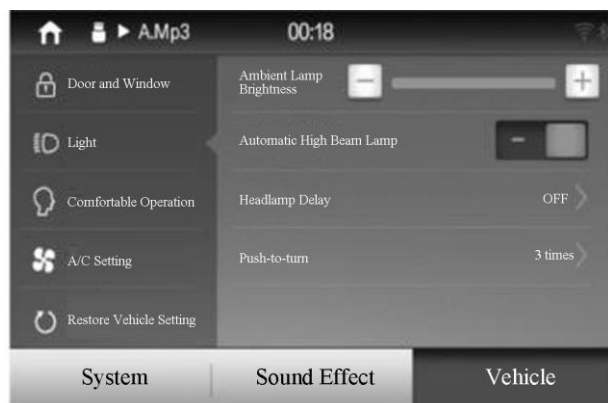 A.Mp3
00:18
Door and Window
Light
Comfortable Operation
A/C Setting
Restore Vehicle Setting
Ambient Lamp
Brightness
Automatic High Beam Lamp
Headlamp Delay
OFF
Push-to-turn
3 times
System
Sound Effect
Vehicle